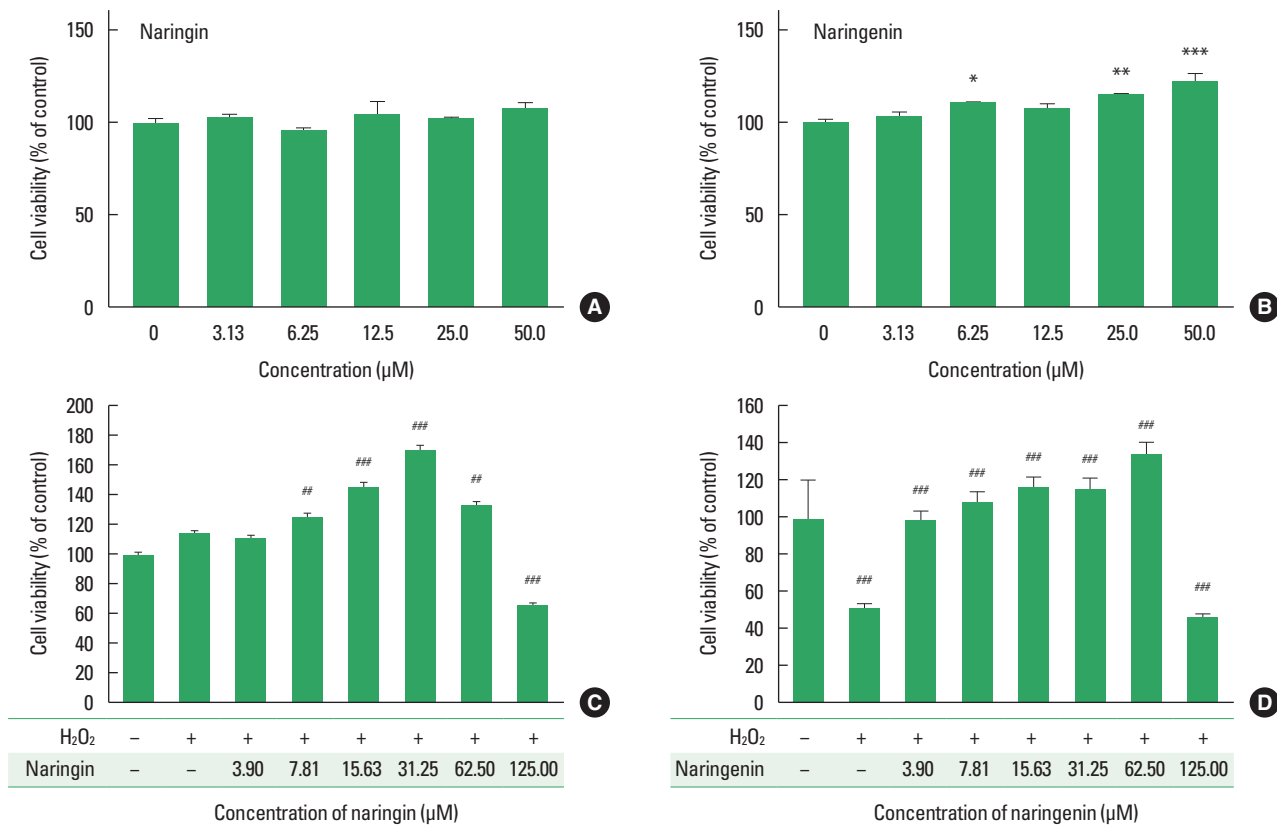 Naringin
Cell viability (% of control)
150
100
50
0
0 3.13 6.25 12.5 25.0 50.0
Concentration (µM)
A
Naringenin
Cell viability (% of control)
150
100
50
0
* ** ***
0 3.13 6.25 12.5 25.0 50.0
Concentration (µM)
B
Cell viability (% of control)
200
180
160
140
120
100
80
60
40
20
0
## ### ### ## ###
C
H₂O₂ – + + + + + + +
Naringin – – 3.90 7.81 15.63 31.25 62.50 125.00
Concentration of naringin (µM)
Cell viability (% of control)
160
140
120
100
80
60
40
20
0
### ### ### ### ### ### ###
D
H₂O₂ – + + + + + + +
Naringenin – – 3.90 7.81 15.63 31.25 62.50 125.00
Concentration of naringenin (µM)